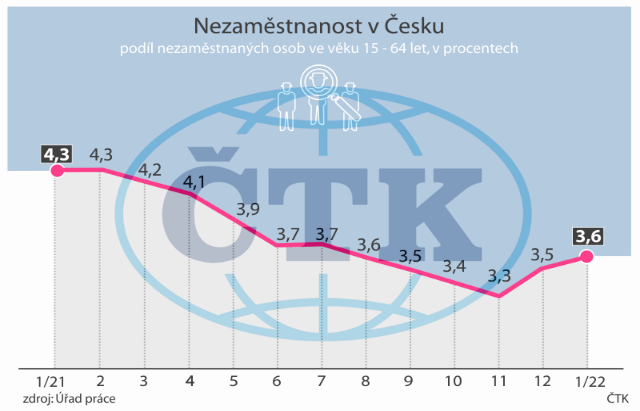 Nezaměstnanost v Česku
podíl nezaměstnaných osob ve věku 15 - 64 let, v procentech
ČTK
4,3
4,3
4,2
4,1
3,9
3,7
3,7
3,6
3,5
3,4
3,3
3,5
3,6
1/21 2 3 4 5 6 7 8 9 10 11 12 1/22
zdroj: Úřad práce ČTK